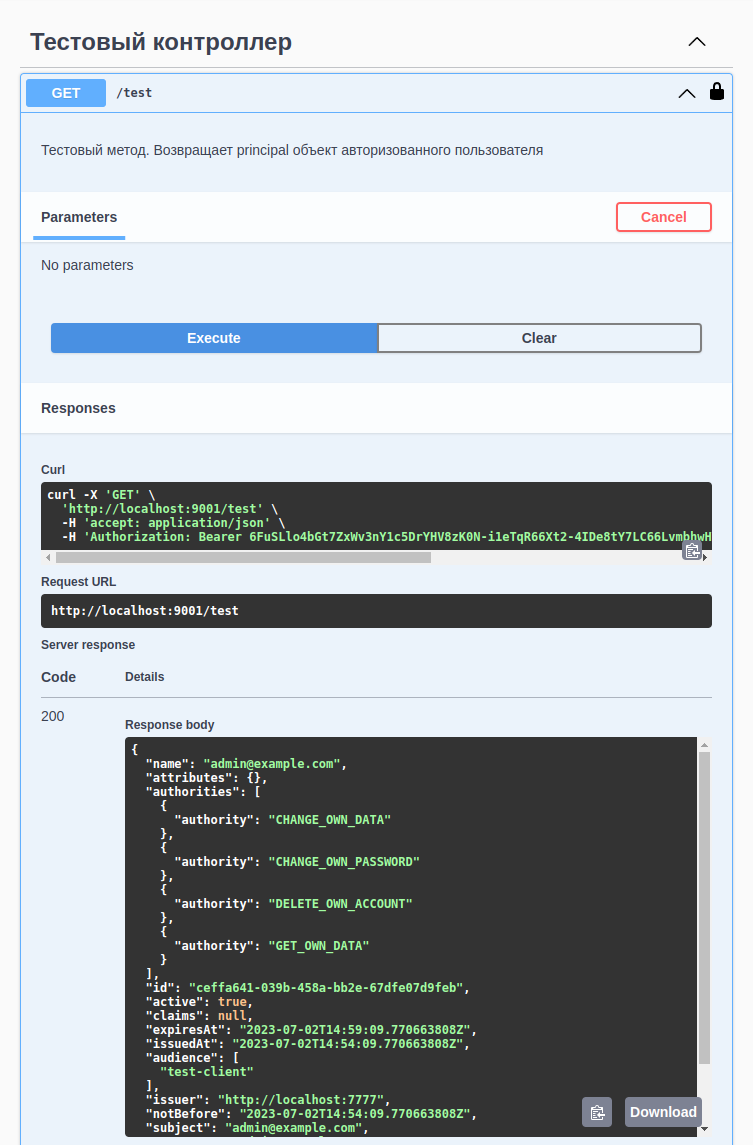 Тестовый контроллер
GET /test
Тестовый метод. Возвращает principal объект авторизованного пользователя
Parameters Cancel
No parameters
Execute Clear
Responses
Curl
curl -X 'GET' \
'http://localhost:9001/test' \
-H 'accept: application/json' \
-H 'Authorization: Bearer 6FuSLlo4bGt7ZxWv3nY1c5DrYHV8zK0N-i1eTqR66Xt2-4IDe8tY7LC66LvmbhwH
Request URL
http://localhost:9001/test
Server response
Code Details
200
Response body
{
"name": "admin@example.com",
"attributes": {},
"authorities": [
{
"authority": "CHANGE_OWN_DATA"
},
{
"authority": "CHANGE_OWN_PASSWORD"
},
{
"authority": "DELETE_OWN_ACCOUNT"
},
{
"authority": "GET_OWN_DATA"
}
],
"id": "ceffa641-039b-458a-bb2e-67dfe07d9feb",
"active": true,
"claims": null,
"expiresAt": "2023-07-02T14:59:09.770663808Z",
"issuedAt": "2023-07-02T14:54:09.770663808Z",
"audience": [
"test-client"
],
"issuer": "http://localhost:7777",
"notBefore": "2023-07-02T14:54:09.770663808Z",
"subject": "admin@example.com",
Download